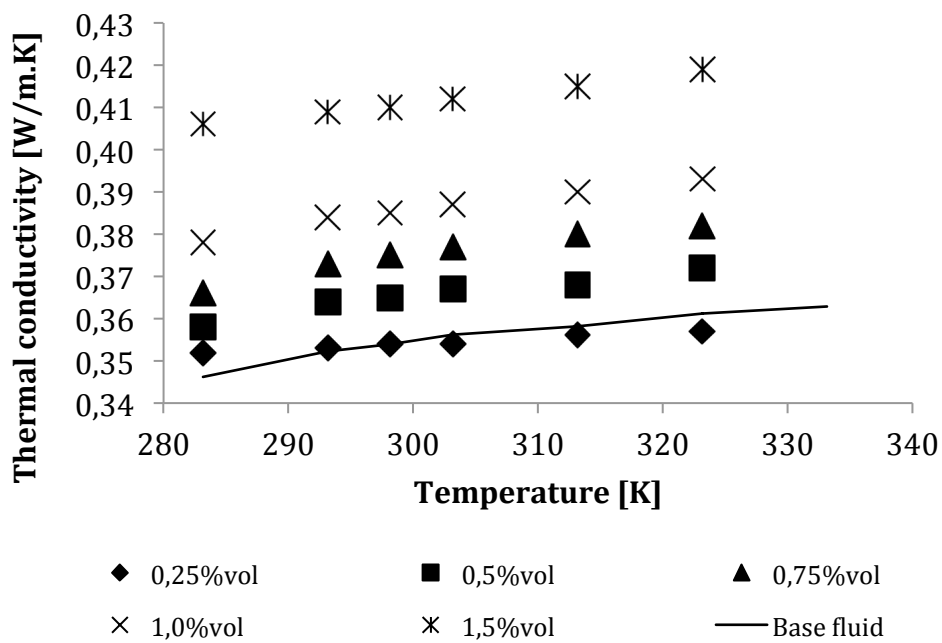 Thermal conductivity [W/m.K]
0,43
0,42
0,41
0,40
0,39
0,38
0,37
0,36
0,35
0,34
280 290 300 310 320 330 340
Temperature [K]
0,25%vol 0,5%vol 0,75%vol
1,0%vol 1,5%vol Base fluid